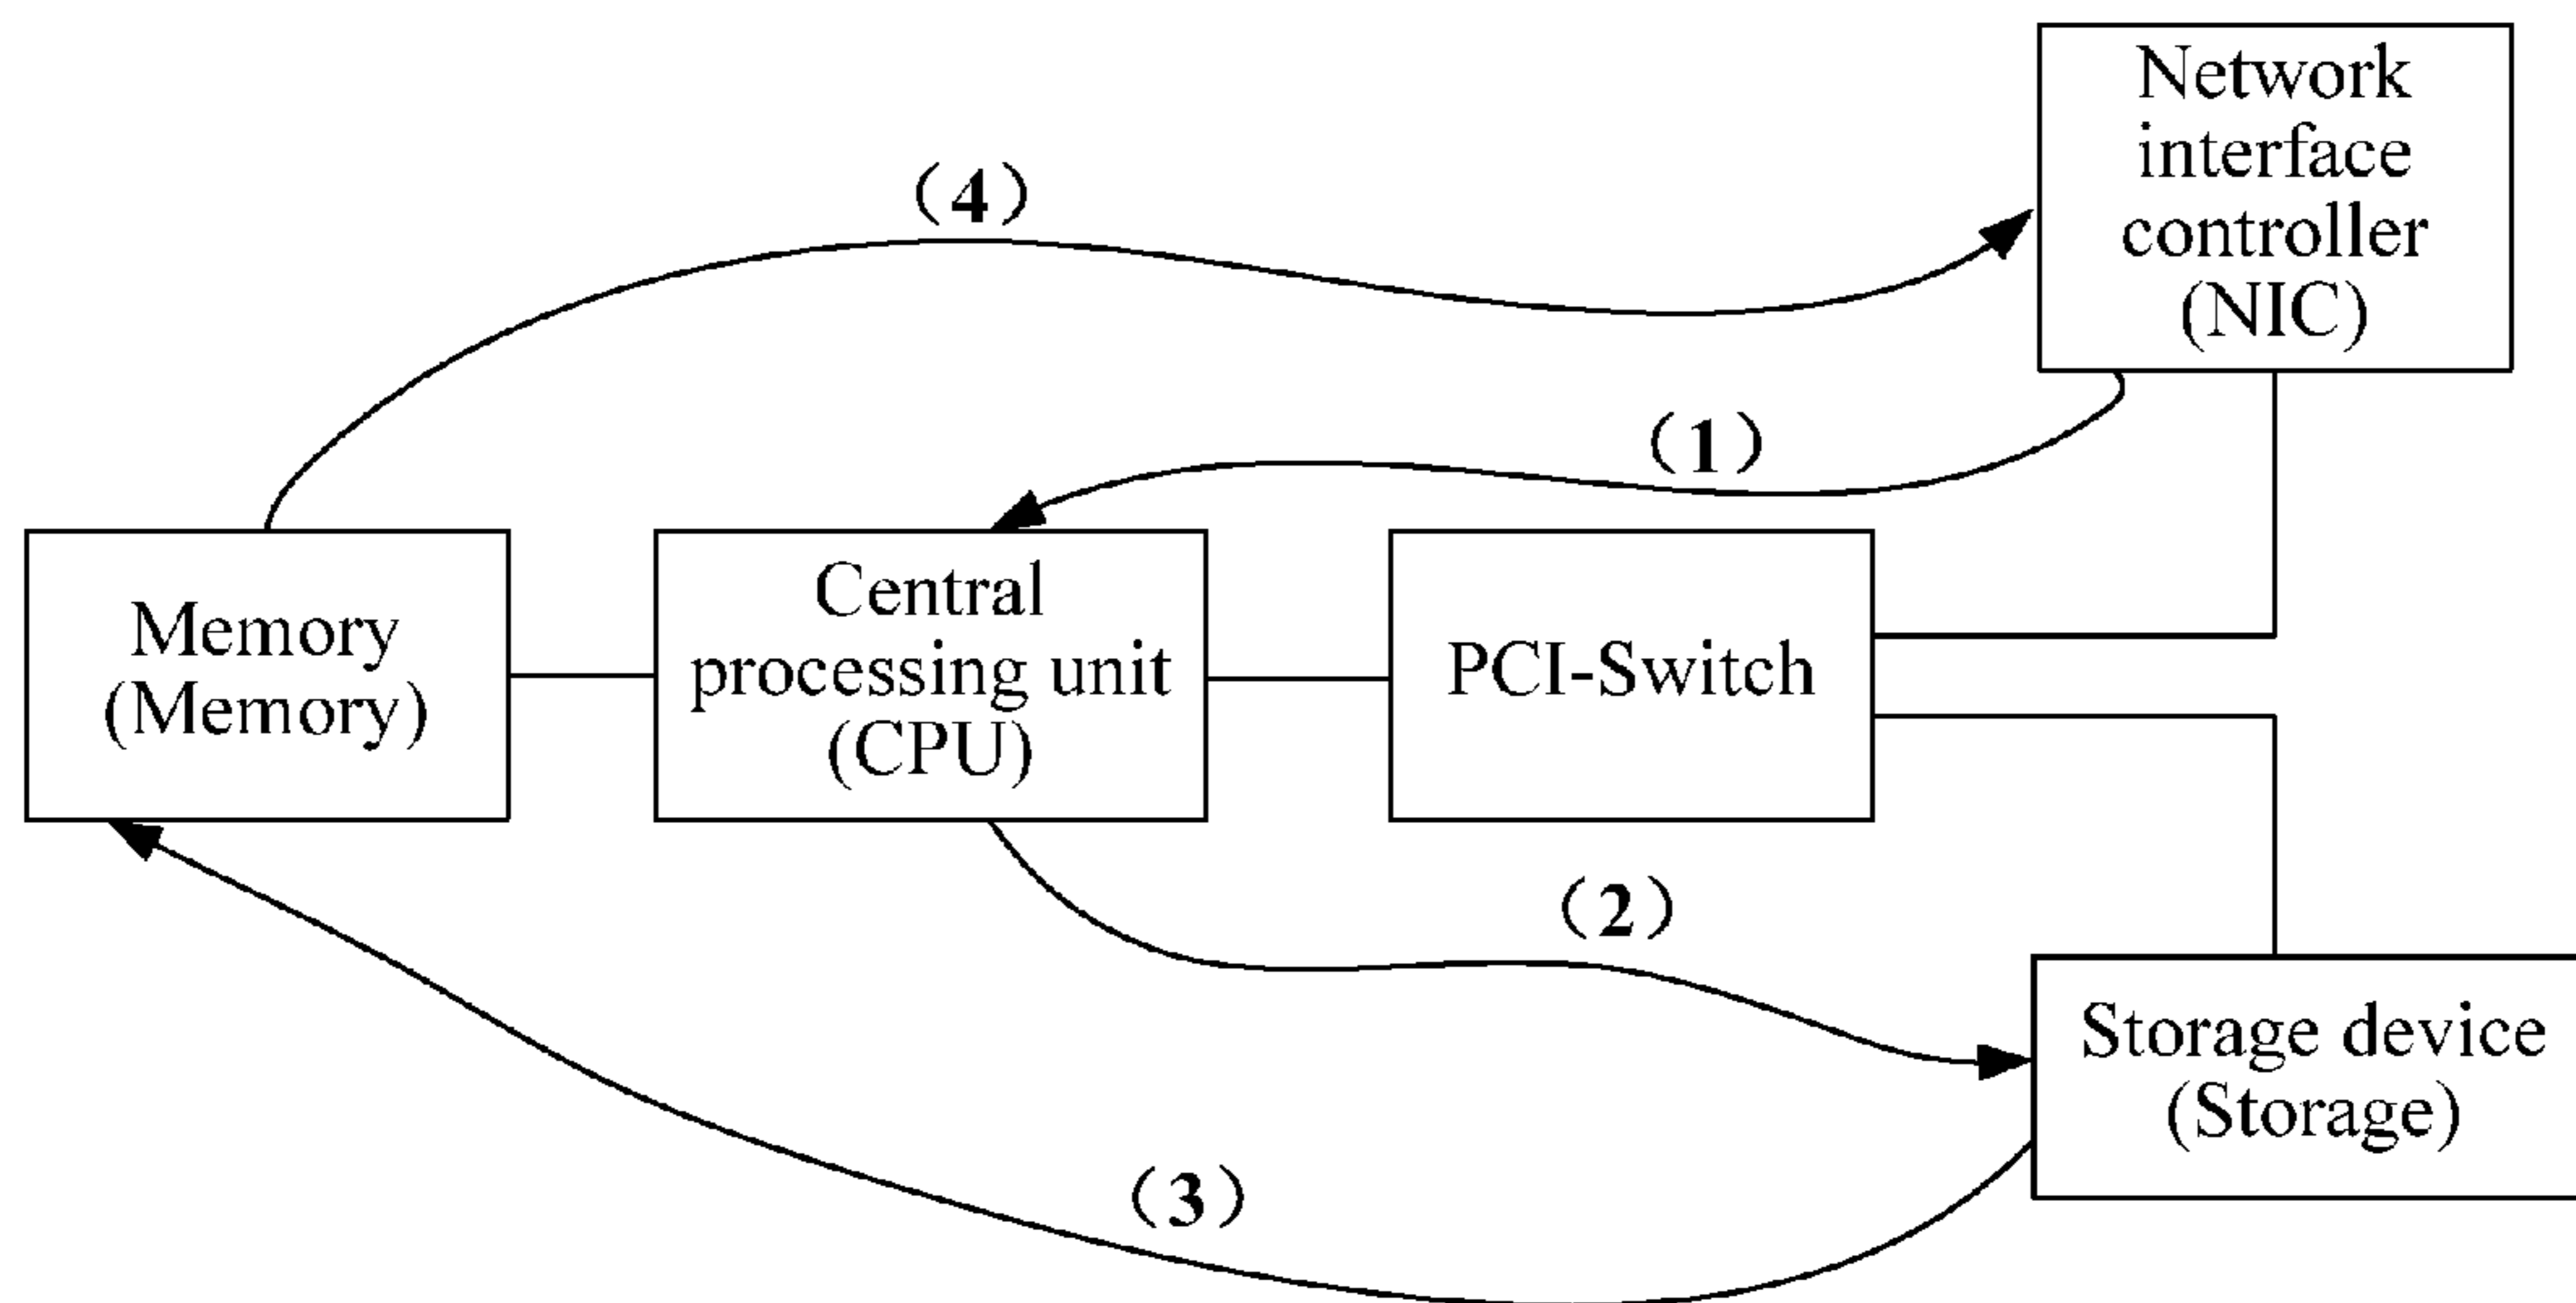 Network
interface
controller
(NIC)
（4）
（1）
Memory
(Memory)
Central
processing unit
(CPU)
PCI-Switch
（2）
Storage device
(Storage)
（3）